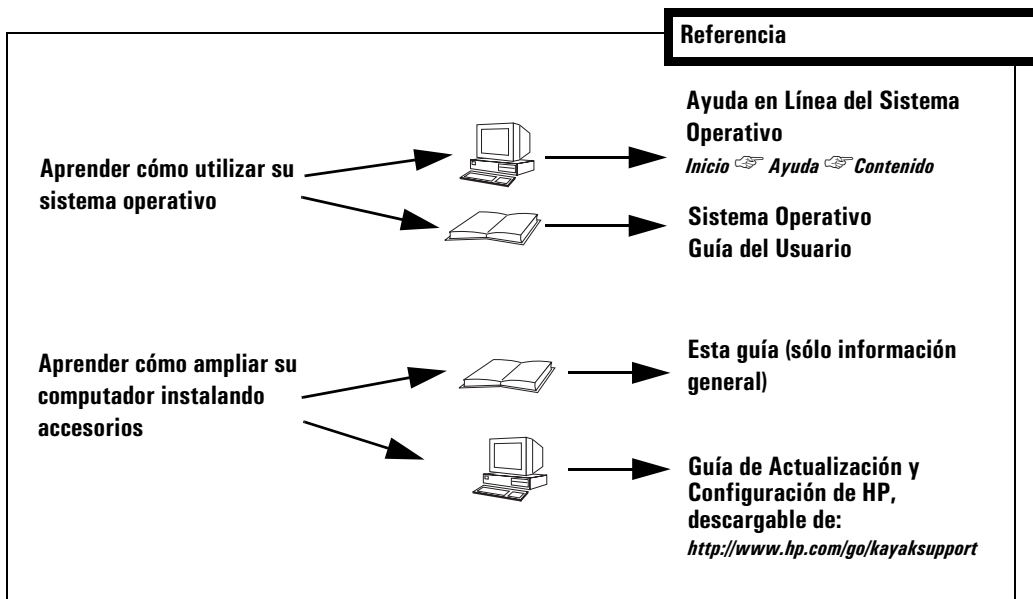 Referencia
Aprender cómo utilizar su
sistema operativo
Ayuda en Línea del Sistema
Operativo
Inicio ☞ Ayuda ☞ Contenido
Sistema Operativo
Guía del Usuario
Aprender cómo ampliar su
computador instalando
accesorios
Esta guía (sólo información
general)
Guía de Actualización y
Configuración de HP,
descargable de:
http://www.hp.com/go/kayaksupport